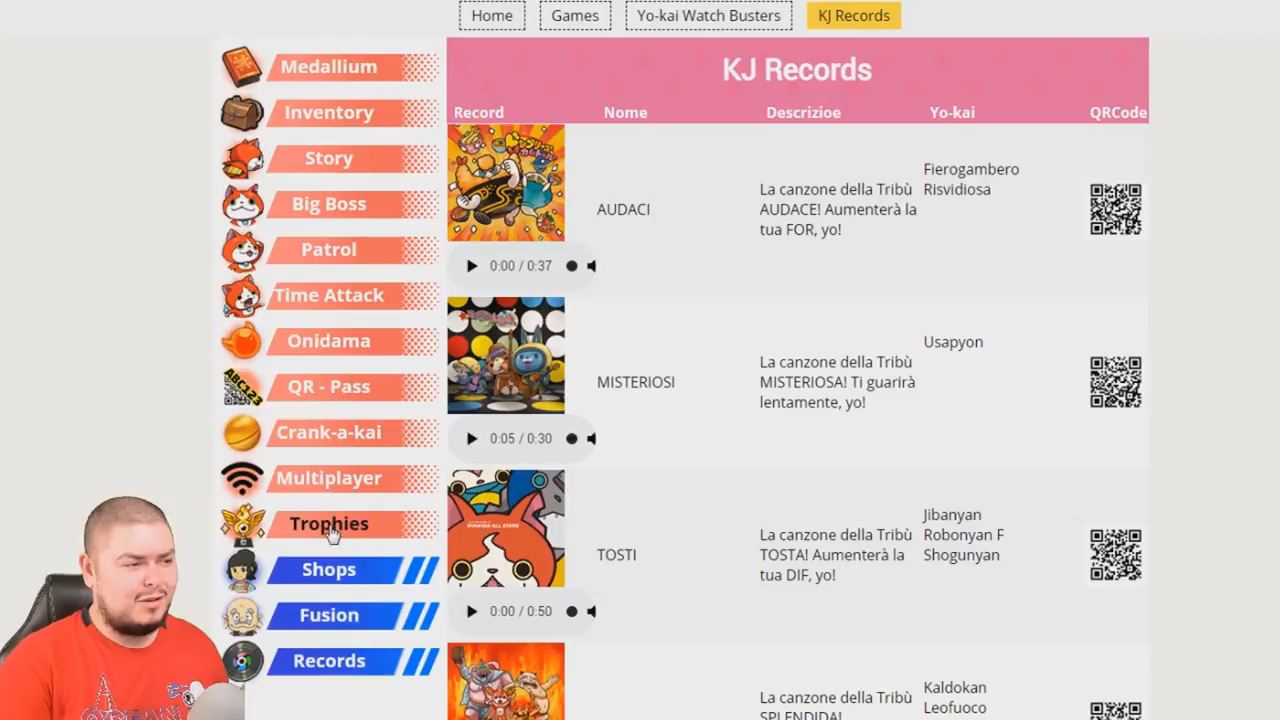 Home Games Yo-kai Watch Busters KJ Records
Medallium
Inventory
Story
Big Boss
Patrol
Time Attack
Onidama
ABC123
QR - Pass
Crank-a-kai
Multiplayer
Trophies
Shops
Fusion
Records
KJ Records
Record Nome Descrizioe Yo-kai QRCode
AUDACI
La canzone della Tribù
AUDACE! Aumenterà la
tua FOR, yo!
Fierogambero
Risvidiosa
0:00 / 0:37
MISTERIOSI
La canzone della Tribù
MISTERIOSA! Ti guarirà
lentamente, yo!
Usapyon
0:05 / 0:30
TOSTI
La canzone della Tribù
TOSTA! Aumenterà la
tua DIF, yo!
Jibanyan
Robonyan F
Shogunyan
0:00 / 0:50
La canzone della Tribù
SPLENDIDA!
Kaldokan
Leofuoco